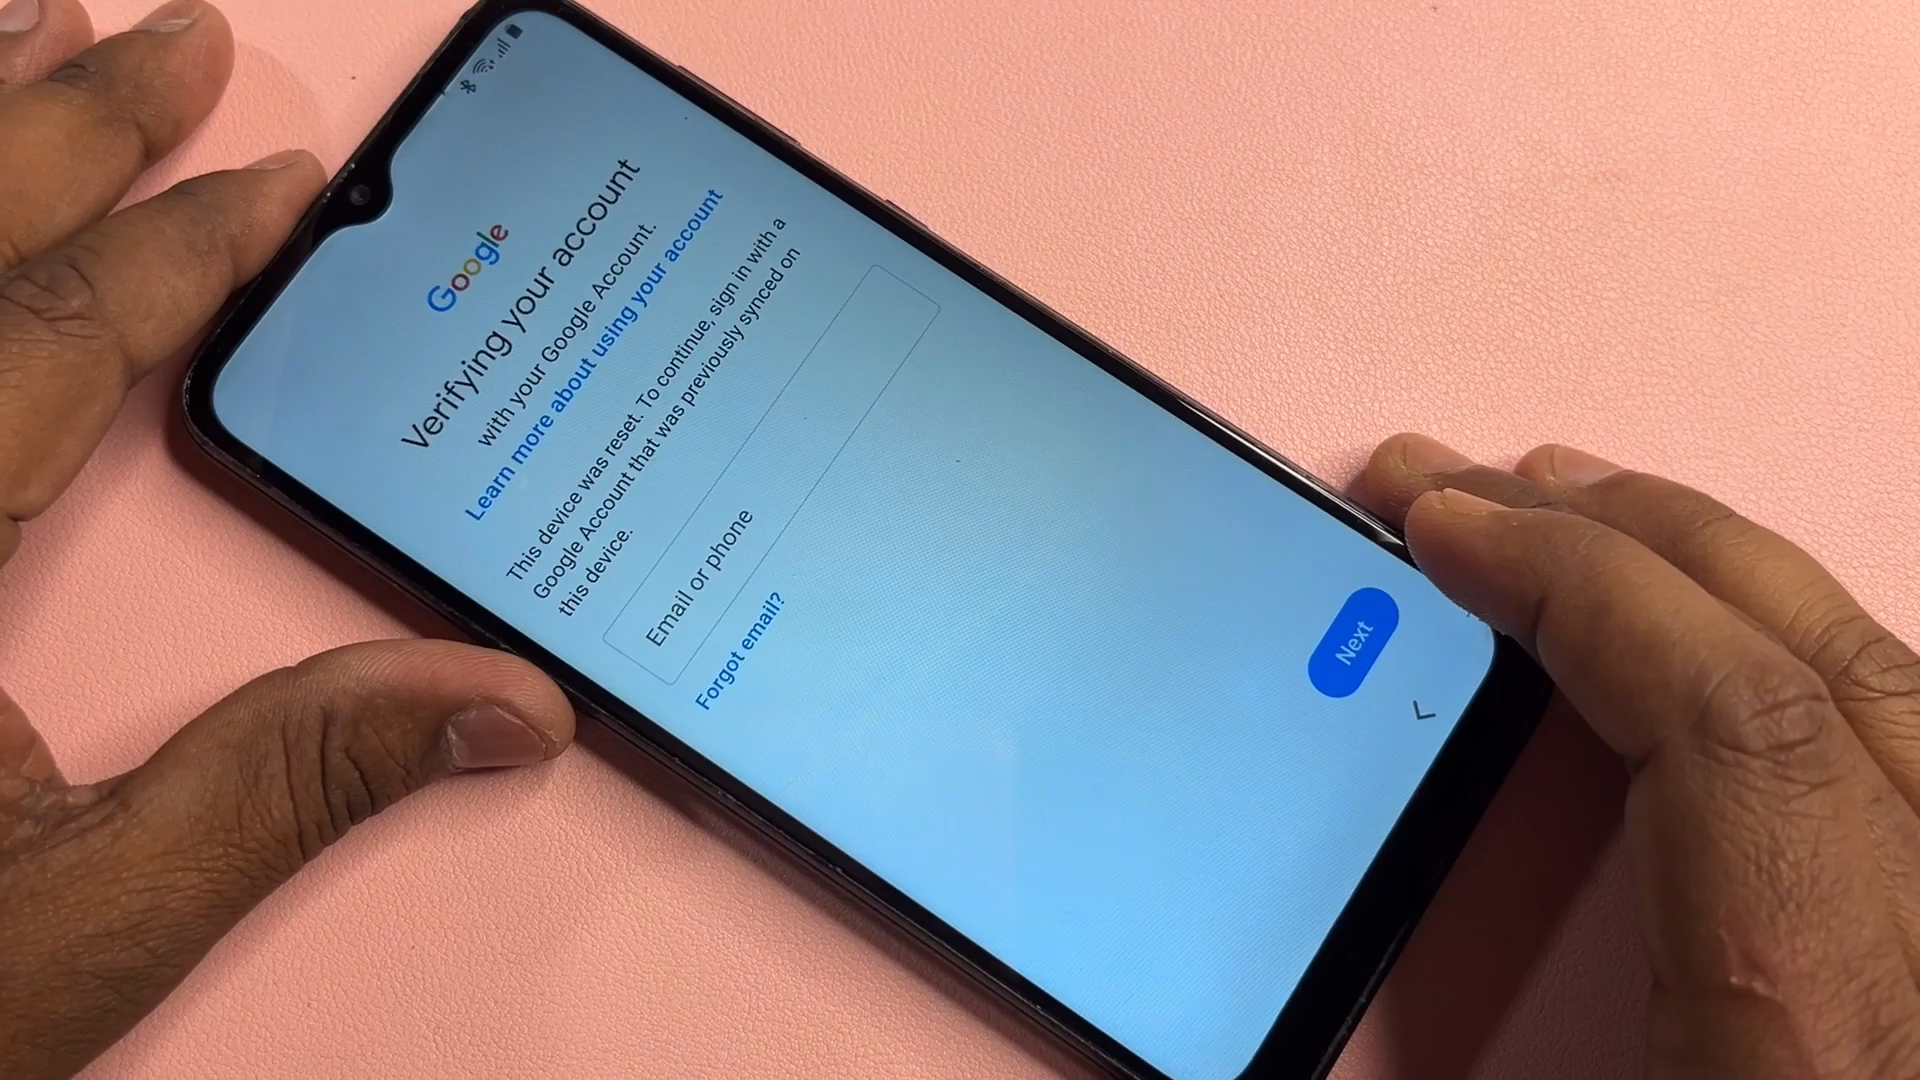 Google
Verifying your account
with your Google Account.
Learn more about using your account
This device was reset. To continue, sign in with a
Google Account that was previously synced on
this device.
Email or phone
Forgot email?
Next